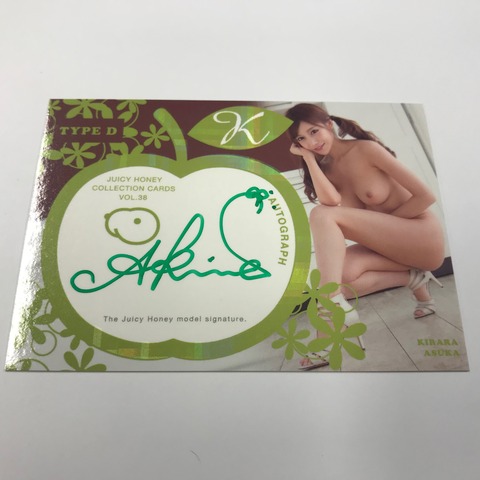 TYPE D
K
JUICY HONEY
COLLECTION CARDS
VOL.38
AUTOGRAPH
The Juicy Honey model signature.
KIRARA
ASUKA